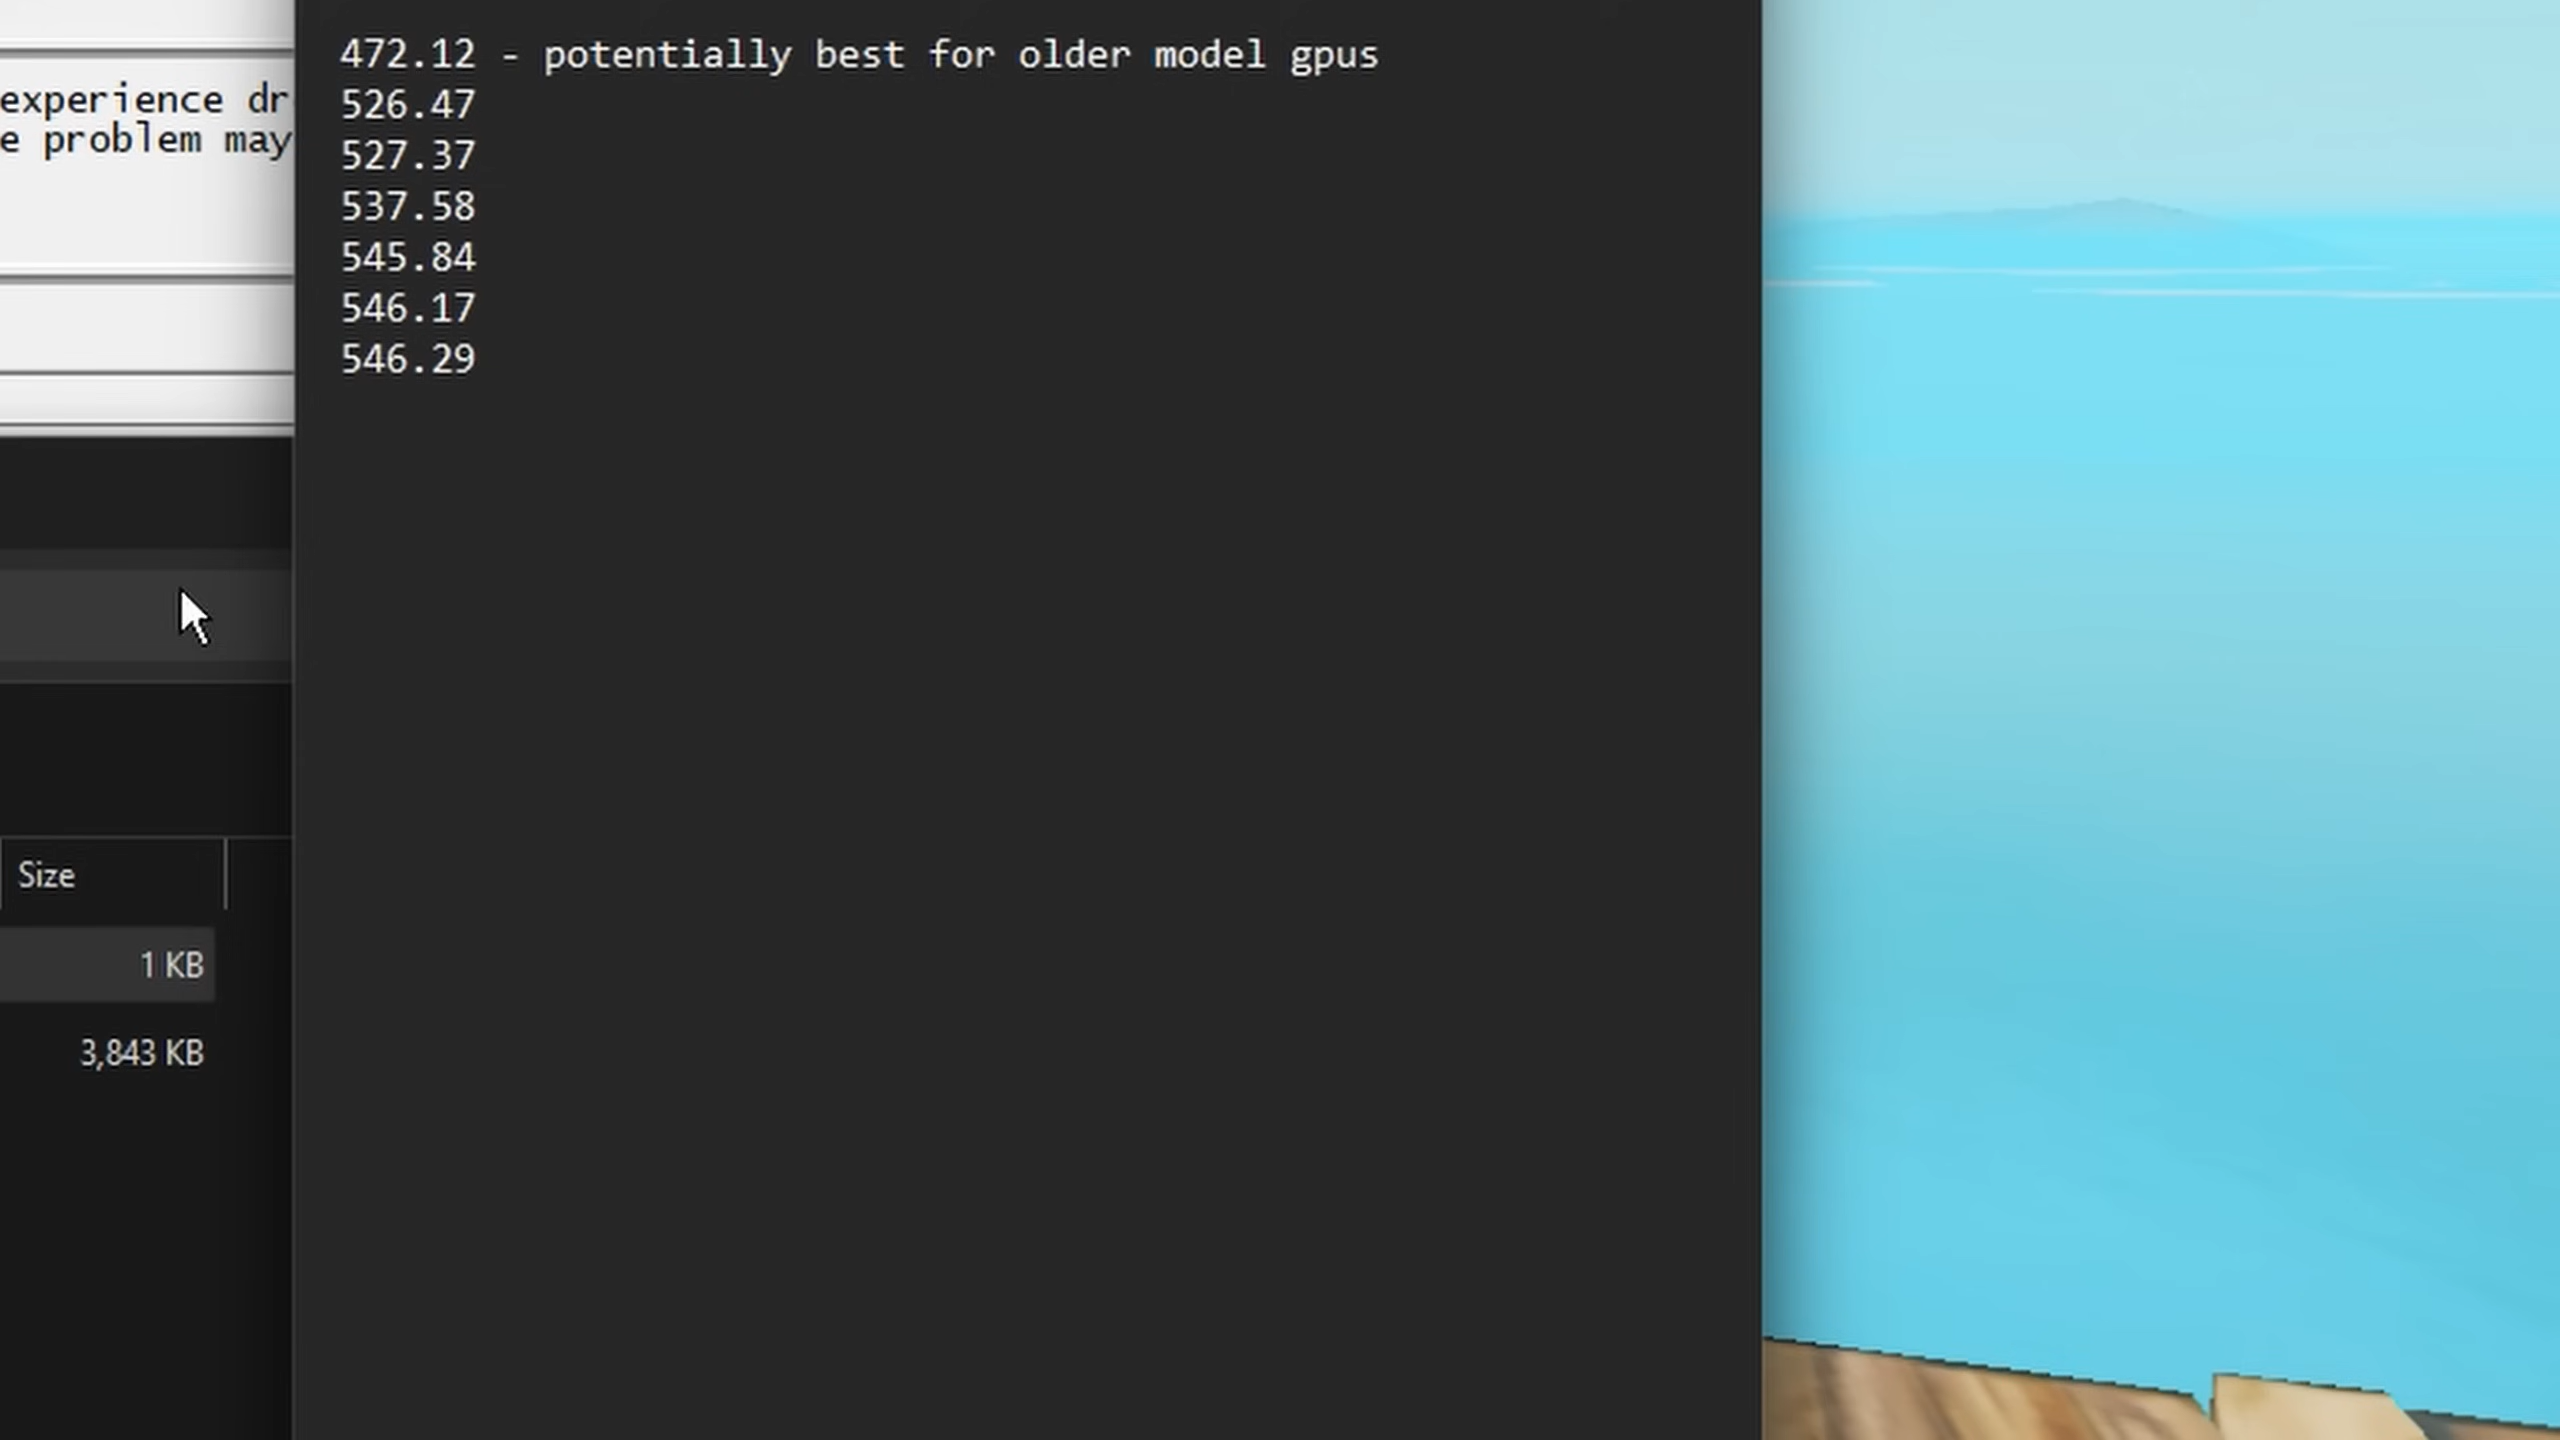 472.12 - potentially best for older model gpus
526.47
527.37
537.58
545.84
546.17
546.29
experience
e problem may
Size
1 KB
3,843 KB